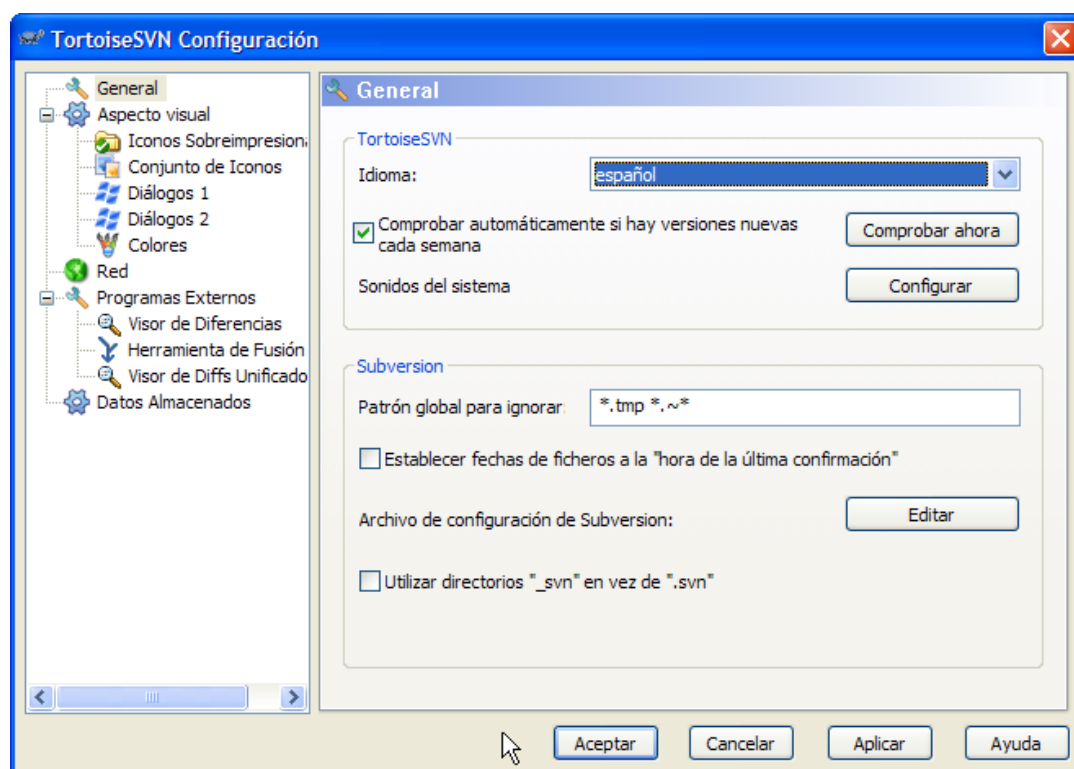 TortoiseSVN Configuración
General
Aspecto visual
Iconos Sobreimpresion
Conjunto de Iconos
Diálogos 1
Diálogos 2
Colores
Red
Programas Externos
Visor de Diferencias
Herramienta de Fusión
Visor de Diffs Unificado
Datos Almacenados
General
TortoiseSVN
Idioma:
español
Comprobar automáticamente si hay versiones nuevas
cada semana
Comprobar ahora
Sonidos del sistema
Configurar
Subversion
Patrón global para ignorar:
*.tmp *.~*
Establecer fechas de ficheros a la "hora de la última confirmación"
Archivo de configuración de Subversion:
Editar
Utilizar directorios "_svn" en vez de ".svn"
Aceptar
Cancelar
Aplicar
Ayuda